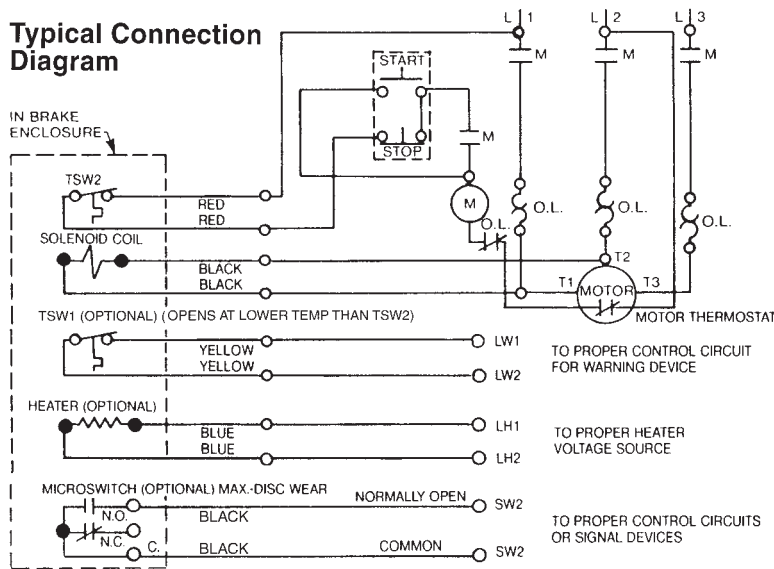 Typical Connection
Diagram
L 1
L 2
L 3
M
M
M
START
STOP
M
IN BRAKE
ENCLOSURE
TSW2
RED
RED
M
O.L.
O.L.
O.L.
O.L.
SOLENOID COIL
BLACK
BLACK
T2
T1
MOTOR
T3
MOTOR THERMOSTAT
TSW1 (OPTIONAL) (OPENS AT LOWER TEMP THAN TSW2)
YELLOW
YELLOW
LW1
LW2
TO PROPER CONTROL CIRCUIT
FOR WARNING DEVICE
HEATER (OPTIONAL)
BLUE
BLUE
LH1
LH2
TO PROPER HEATER
VOLTAGE SOURCE
MICROSWITCH (OPTIONAL) MAX.-DISC WEAR
NORMALLY OPEN
SW2
N.O.
BLACK
N.C.
C.
BLACK
COMMON
SW2
TO PROPER CONTROL CIRCUITS
OR SIGNAL DEVICES